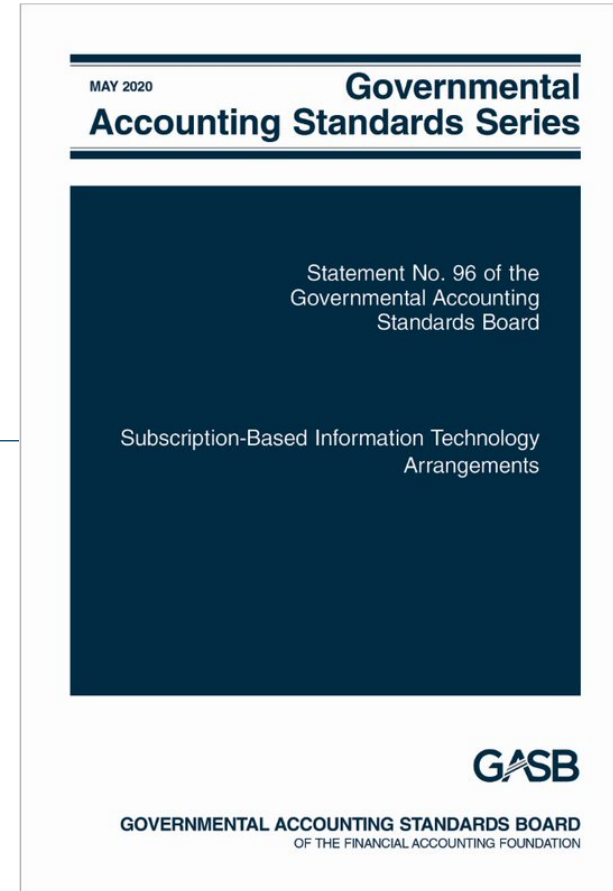 MAY 2020
Governmental
Accounting Standards Series
Statement No. 96 of the
Governmental Accounting
Standards Board
Subscription-Based Information Technology
Arrangements
GASB
GOVERNMENTAL ACCOUNTING STANDARDS BOARD
OF THE FINANCIAL ACCOUNTING FOUNDATION